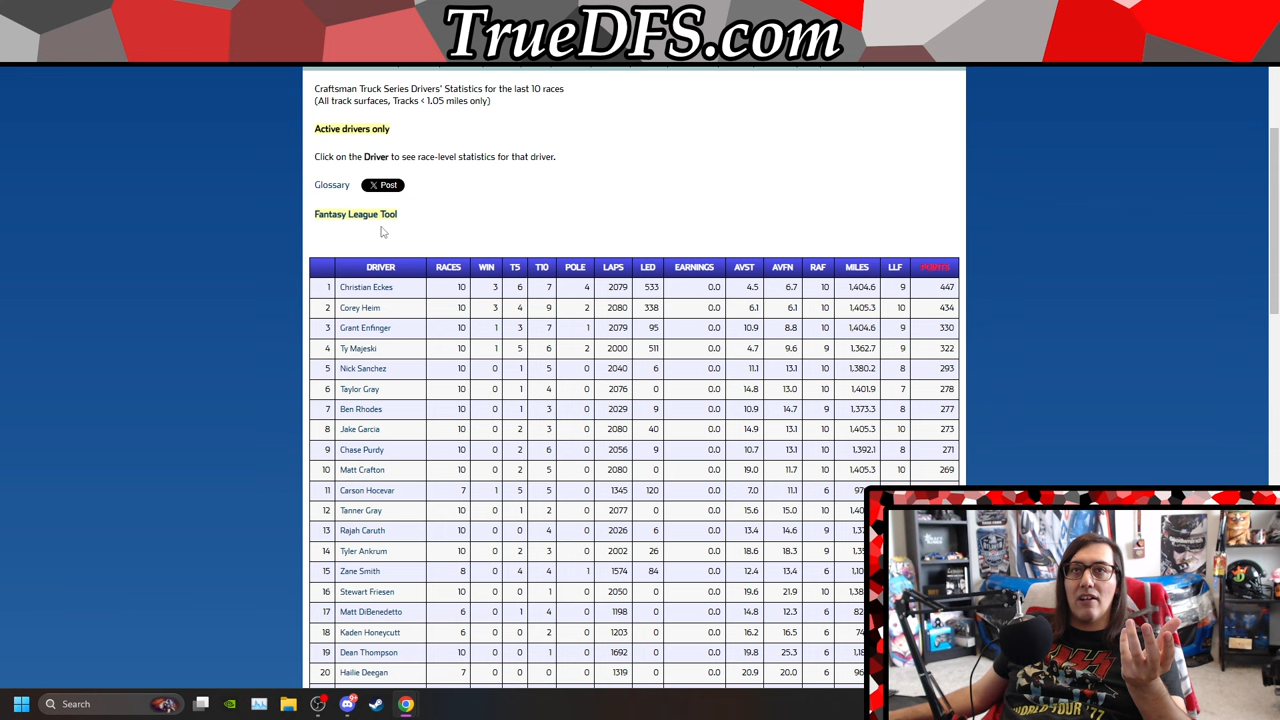 TrueDFS.com
Craftsman Truck Series Drivers' Statistics for the last 10 races
(All track surfaces, Tracks < 1.05 miles only)
Active drivers only
Click on the Driver to see race-level statistics for that driver.
Glossary X Post
Fantasy League Tool
DRIVER RACES WIN T5 T10 POLE LAPS LED EARNINGS AVST AVFN RAF MILES LLF POINTS
1 Christian Eckes 10 3 6 7 4 2079 533 0.0 4.5 6.7 10 1,404.6 9 447
2 Corey Heim 10 3 4 9 2 2080 338 0.0 6.1 6.1 10 1,405.3 10 434
3 Grant Enfinger 10 1 3 7 1 2079 95 0.0 10.9 8.8 10 1,404.6 9 330
4 Ty Majeski 10 1 5 6 2 2000 511 0.0 4.7 9.6 9 1,362.7 9 322
5 Nick Sanchez 10 0 1 5 0 2040 6 0.0 11.1 13.1 10 1,380.2 8 293
6 Taylor Gray 10 0 1 4 0 2076 0 0.0 14.8 13.0 10 1,401.9 7 278
7 Ben Rhodes 10 0 1 3 0 2029 9 0.0 10.9 14.7 9 1,373.3 8 277
8 Jake Garcia 10 0 2 3 0 2080 40 0.0 14.9 13.1 10 1,405.3 10 273
9 Chase Purdy 10 0 2 6 0 2056 9 0.0 10.7 13.1 10 1,392.1 8 271
10 Matt Crafton 10 0 2 5 0 2080 0 0.0 19.0 11.7 10 1,405.3 10 269
11 Carson Hocevar 7 1 5 5 0 1345 120 0.0 7.0 11.1 6
12 Tanner Gray 10 0 1 2 0 2077 0 0.0 15.6 15.0 10
13 Rajah Caruth 10 0 0 4 0 2026 6 0.0 13.4 14.6 9
14 Tyler Ankrum 10 0 2 3 0 2002 26 0.0 18.6 18.3 9
15 Zane Smith 8 0 4 4 1 1574 84 0.0 12.4 13.4 6
16 Stewart Friesen 10 0 0 1 0 2050 0 0.0 19.6 21.9 10
17 Matt DiBenedetto 6 0 1 4 0 1198 0 0.0 14.8 12.3 6
18 Kaden Honeycutt 6 0 0 2 0 1203 0 0.0 16.2 16.5 6
19 Dean Thompson 10 0 0 1 0 1692 0 0.0 19.8 25.3 6
20 Hailie Deegan 7 0 0 0 0 1319 0 0.0 20.9 20.0 6
Search
WORLD TOUR '77